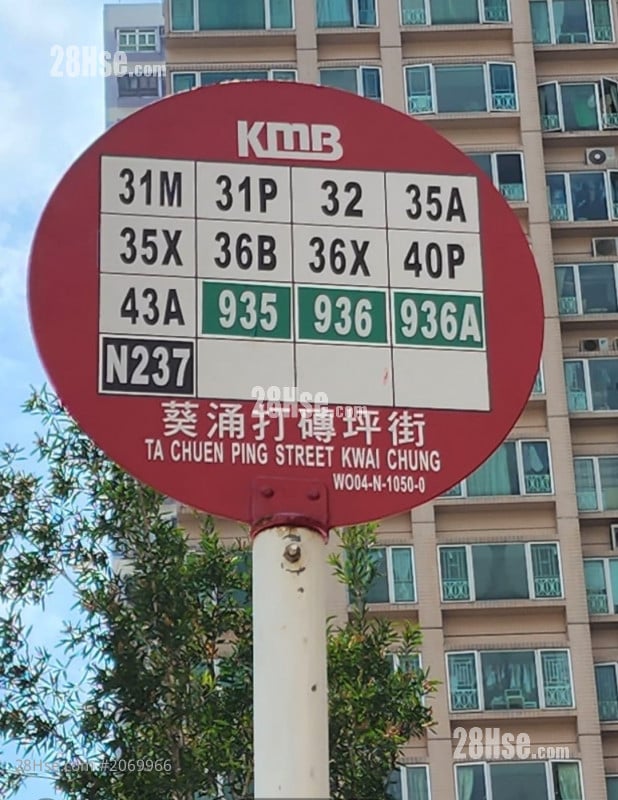 28Hse.com
KMB
31M 31P 32 35A
35X 36B 36X 40P
43A 935 936 936A
N237
28Hse.com
葵涌打磚坪街
TA CHUEN PING STREET KWAI CHUNG
WO04-N-1050-0
28Hse.com
28Hse.com #2069966